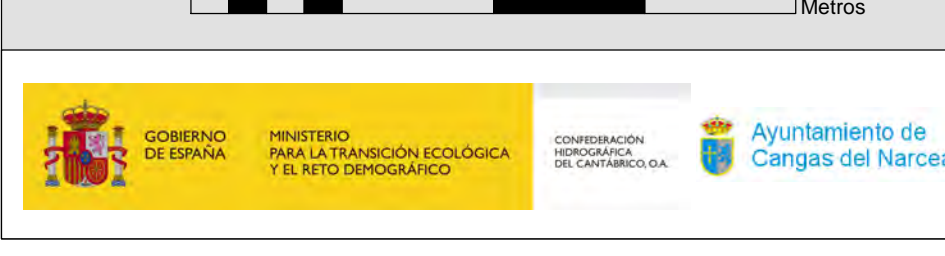 Metros
GOBIERNO
DE ESPAÑA
MINISTERIO
PARA LA TRANSICIÓN ECOLÓGICA
Y EL RETO DEMOGRÁFICO
CONFEDERACIÓN
HIDROGRÁFICA
DEL CANTÁBRICO, O.A.
Ayuntamiento de
Cangas del Narcea